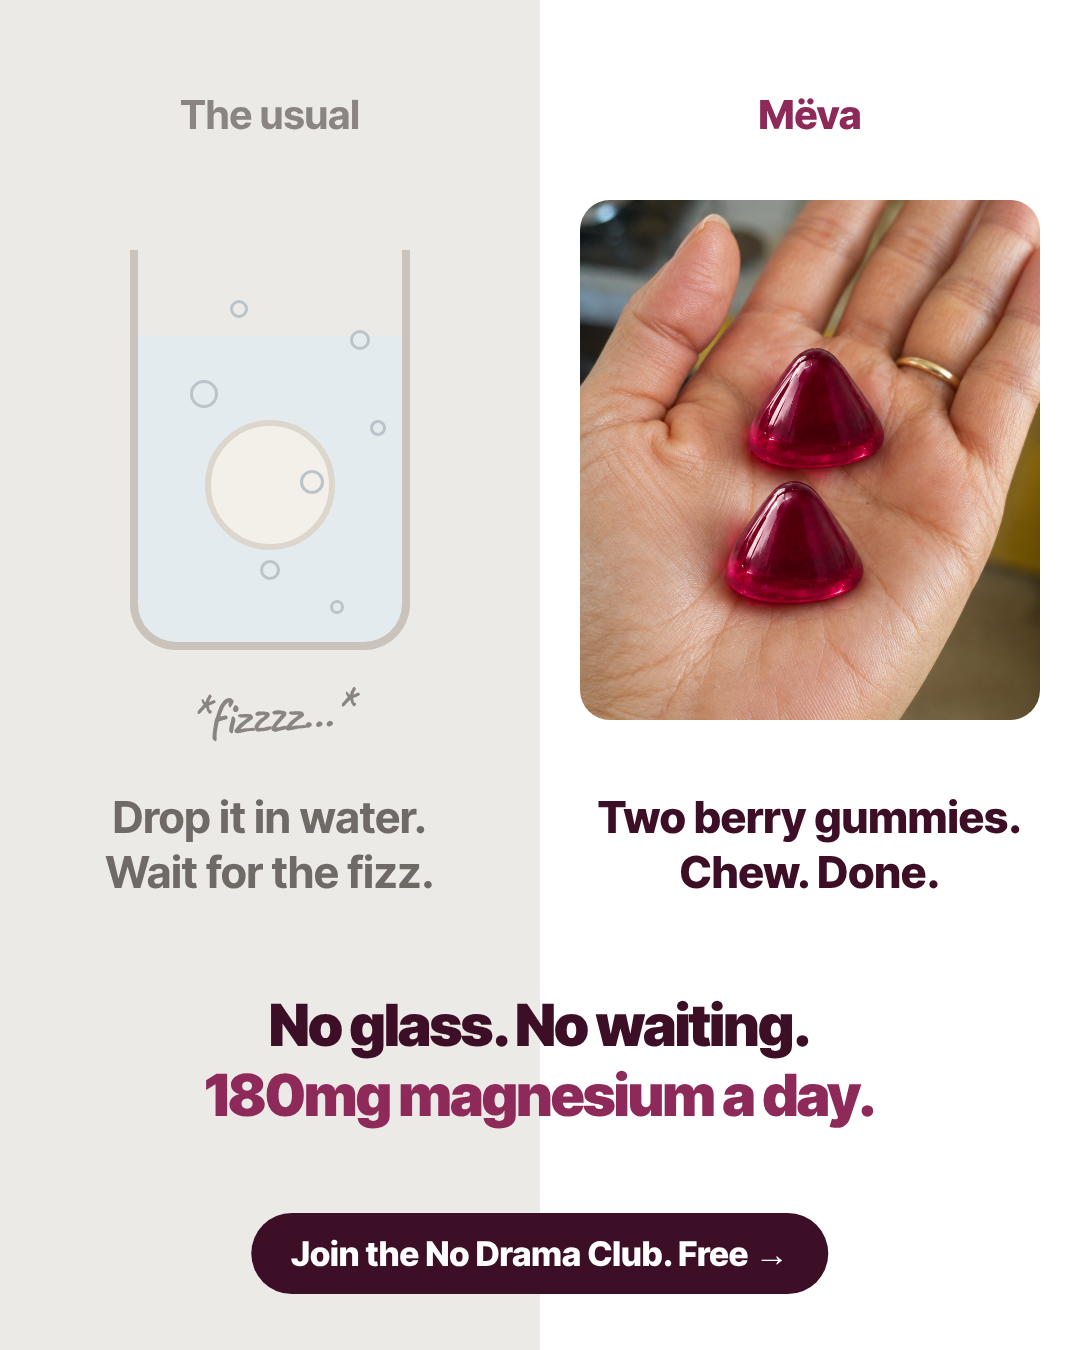 The usual
Mëva
*fizzzz...*
Drop it in water.
Wait for the fizz.
Two berry gummies.
Chew. Done.
No glass. No waiting.
180mg magnesium a day.
Join the No Drama Club. Free →